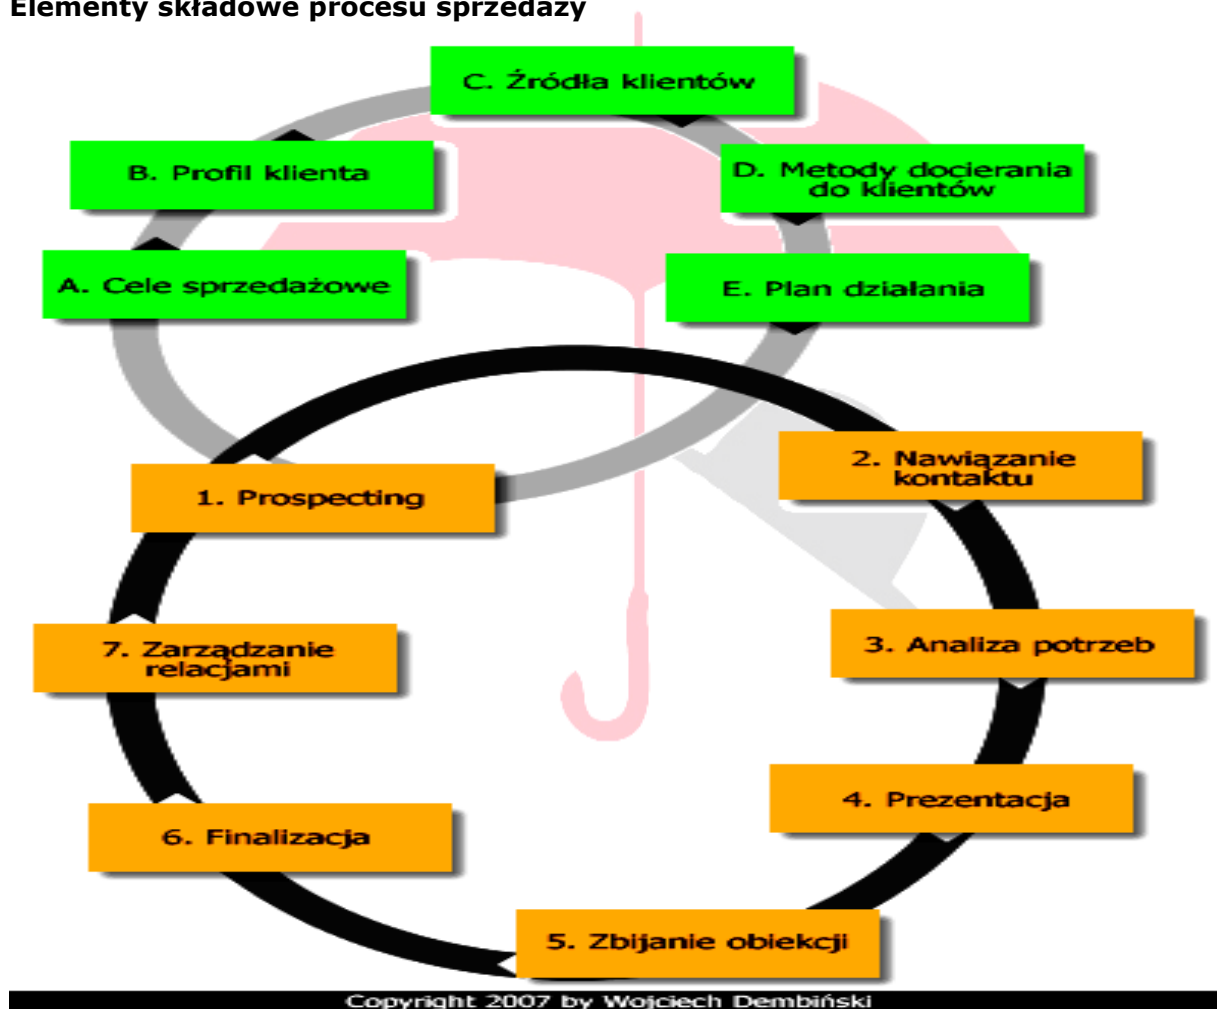 Elementy składowe procesu sprzedaży
C. Źródła klientów
B. Profil klienta
D. Metody docierania
do klientów
A. Cele sprzedażowe
E. Plan działania
1. Prospecting
2. Nawiązanie
kontaktu
3. Analiza potrzeb
4. Prezentacja
5. Zbijanie obiekcji
6. Finalizacja
7. Zarządzanie
relacjami
Copyright 2007 by Wojciech Dembiński